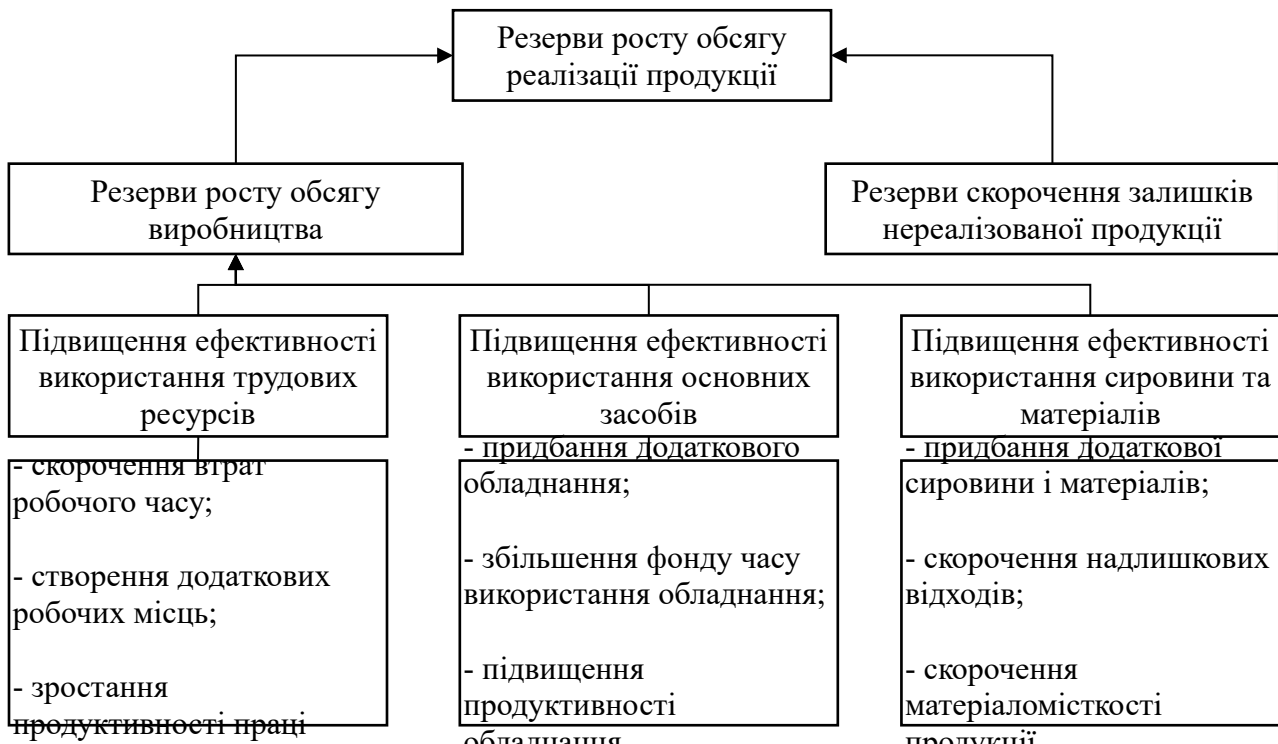 Резерви росту обсягу
реалізації продукції
Резерви росту обсягу
виробництва
Резерви скорочення залишків
нереалізованої продукції
Підвищення ефективності
використання трудових
ресурсів
Підвищення ефективності
використання основних
засобів
Підвищення ефективності
використання сировини та
матеріалів
- скорочення втрат
робочого часу;
- створення додаткових
робочих місць;
- зростання
продуктивності праці
- придбання додаткового
обладнання;
- збільшення фонду часу
використання обладнання;
- підвищення
продуктивності
обладнання
- придбання додаткової
сировини і матеріалів;
- скорочення надлишкових
відходів;
- скорочення
матеріаломісткості
продукції